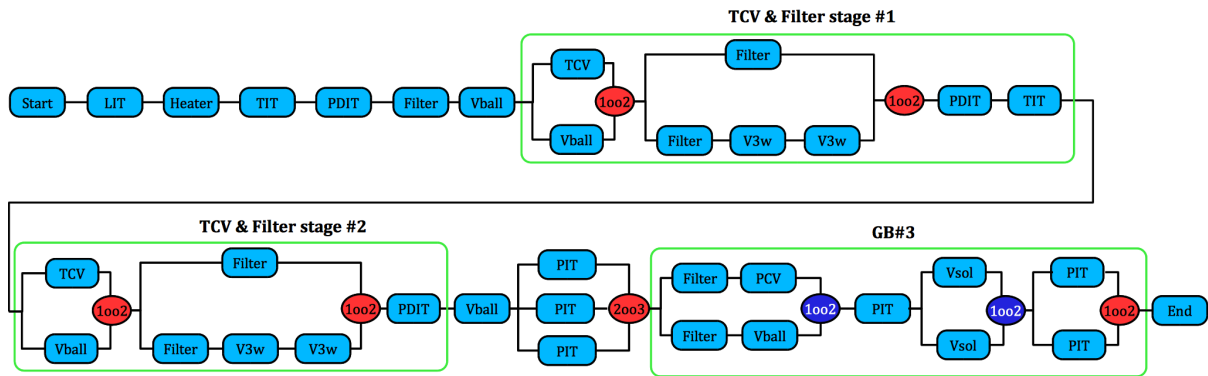 TCV & Filter stage #1
TCV
Filter
Start
LIT
Heater
TIT
PDIT
Filter
Vball
1oo2
1oo2
PDIT
TIT
Vball
Filter
V3w
V3w
TCV & Filter stage #2
GB#3
TCV
Filter
PIT
Filter
PCV
Vsol
PIT
1oo2
1oo2
PDIT
Vball
PIT
2oo3
1oo2
PIT
1oo2
1oo2
End
Vball
Filter
V3w
V3w
PIT
Filter
Vball
Vsol
PIT